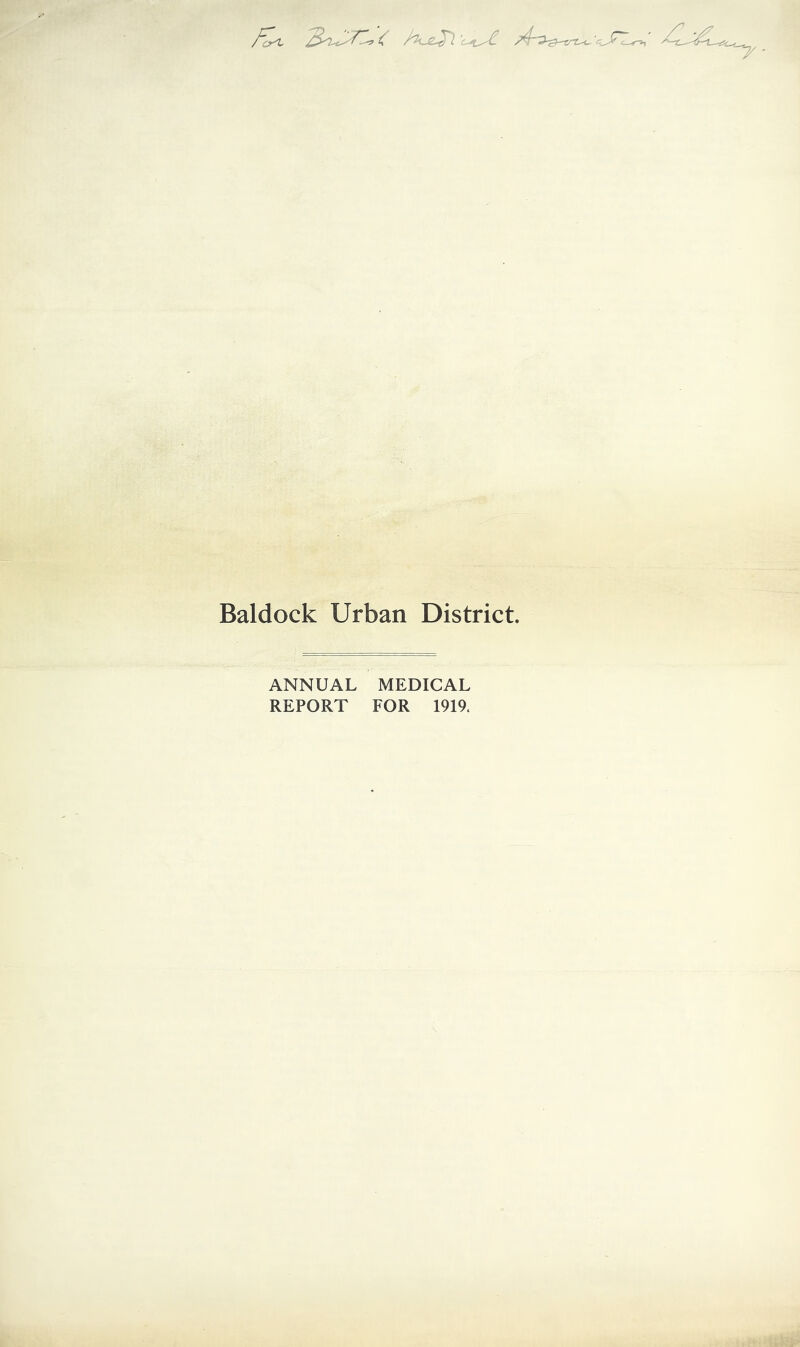 For British Medical Association Library.
Baldock Urban District.
ANNUAL MEDICAL
REPORT FOR 1919.